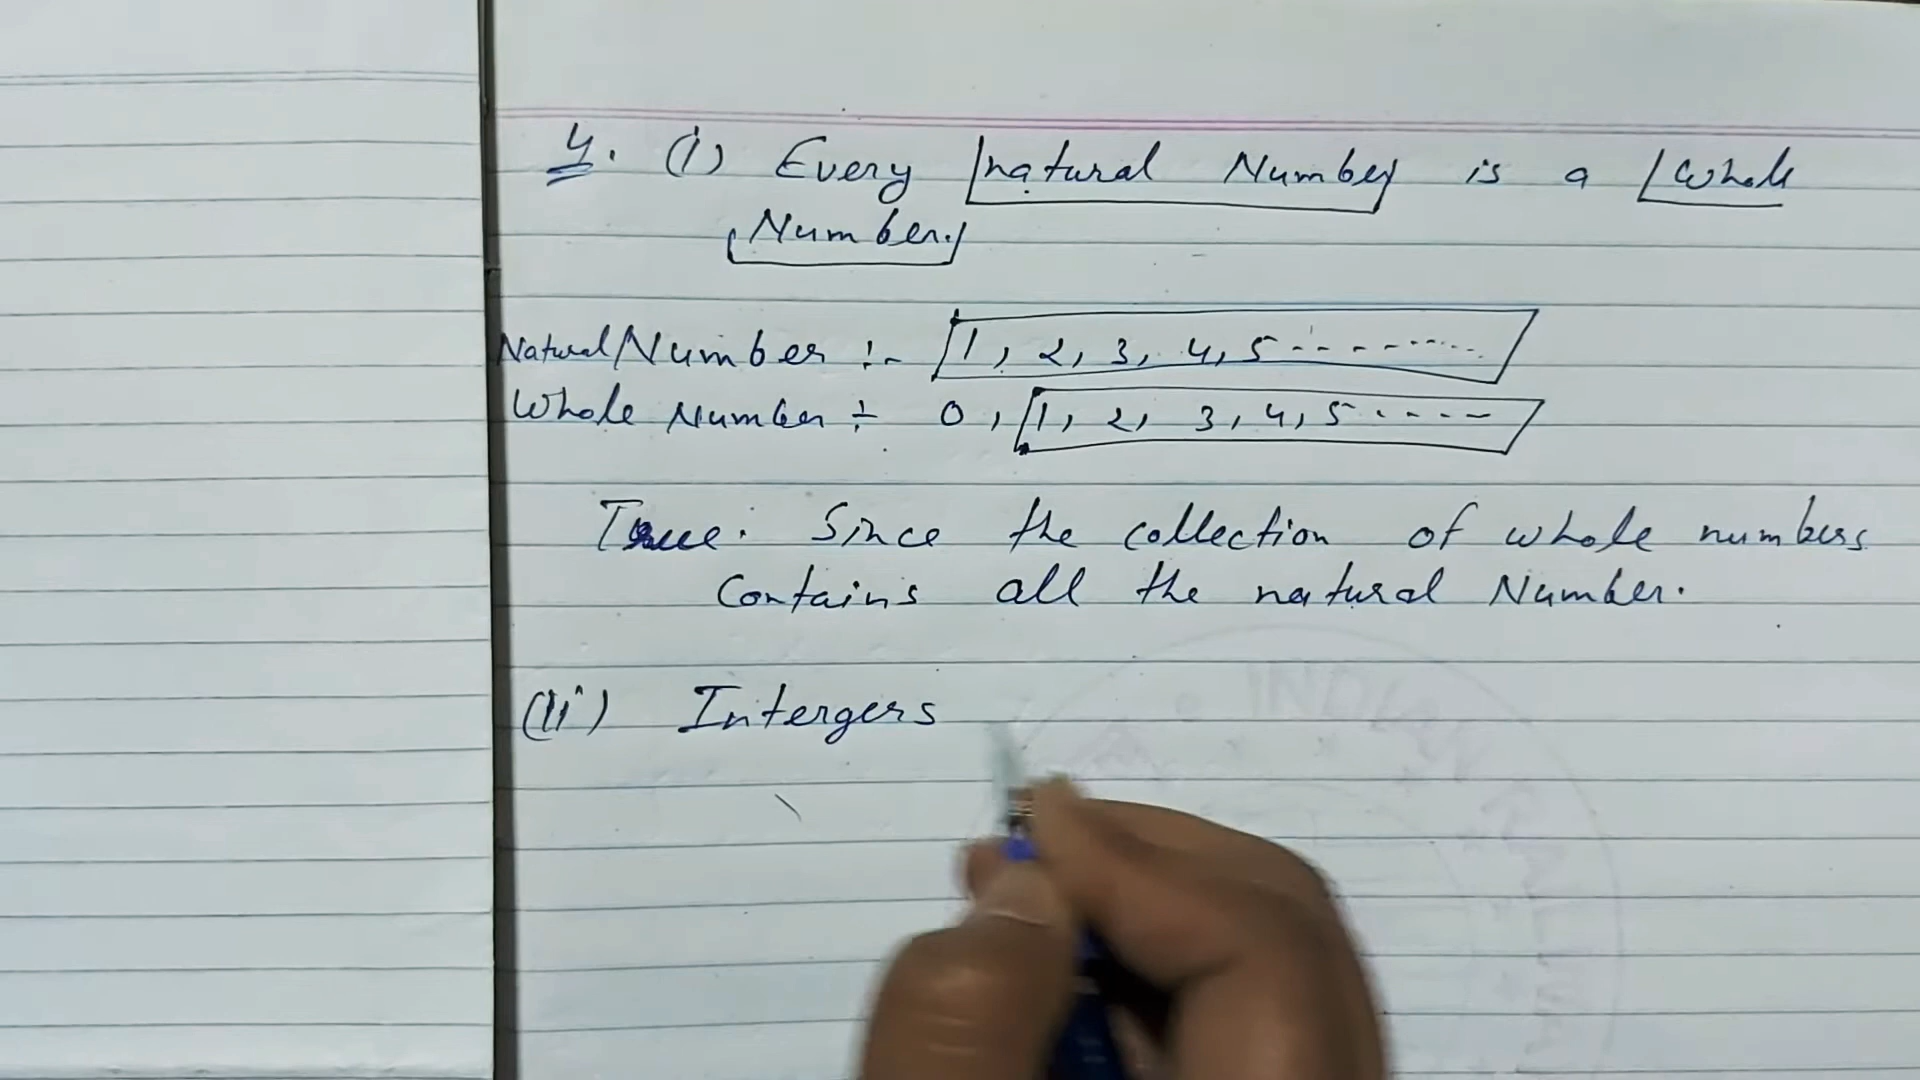 4. (i) Every natural Number is a Whole
Number.
Natural Number :- 1, 2, 3, 4, 5 ----------
Whole Number ÷ 0, 1, 2, 3, 4, 5 -----
True. Since the collection of whole numbers
Contains all the natural Number.
(ii) Intergers
INDIAN